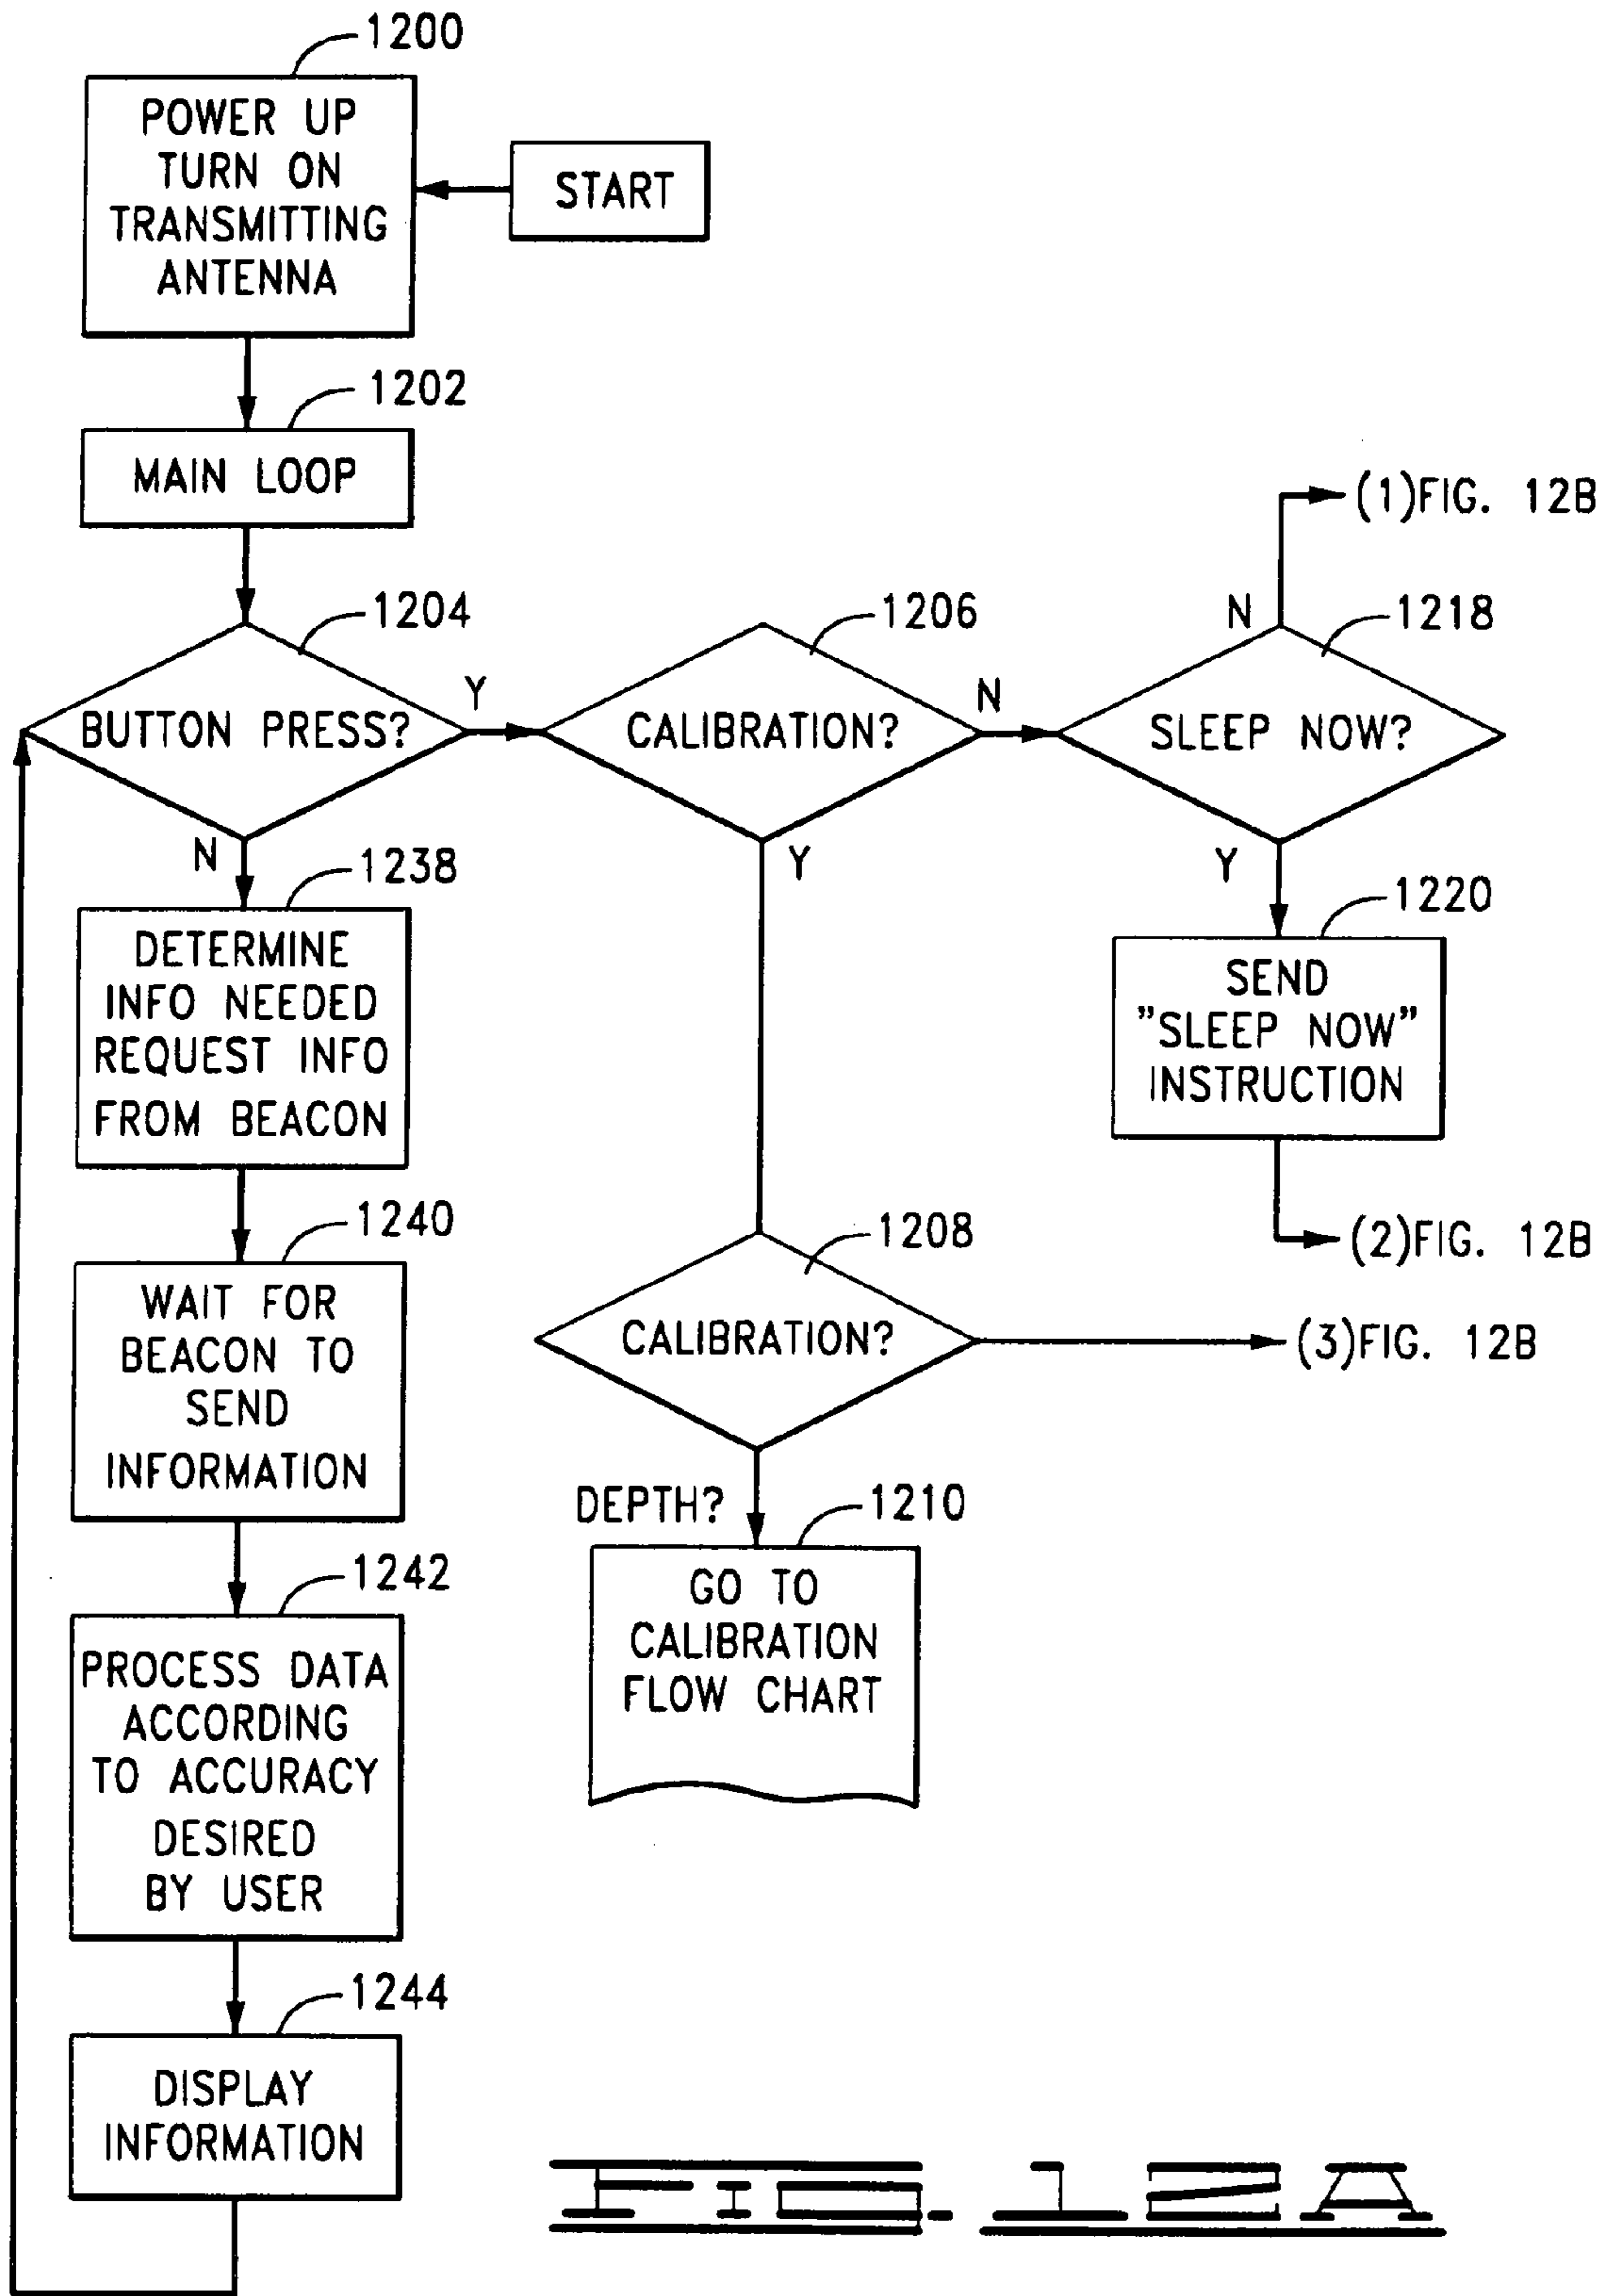 1200
POWER UP
TURN ON
TRANSMITTING
ANTENNA
START
1202
MAIN LOOP
(1)FIG. 12B
1204
BUTTON PRESS?
Y
N
1206
CALIBRATION?
N
Y
1218
SLEEP NOW?
N
Y
1220
SEND
"SLEEP NOW"
INSTRUCTION
(2)FIG. 12B
1238
DETERMINE
INFO NEEDED
REQUEST INFO
FROM BEACON
1240
WAIT FOR
BEACON TO
SEND
INFORMATION
1208
CALIBRATION?
(3)FIG. 12B
DEPTH?
1210
GO TO
CALIBRATION
FLOW CHART
1242
PROCESS DATA
ACCORDING
TO ACCURACY
DESIRED
BY USER
1244
DISPLAY
INFORMATION
FIG. 12A